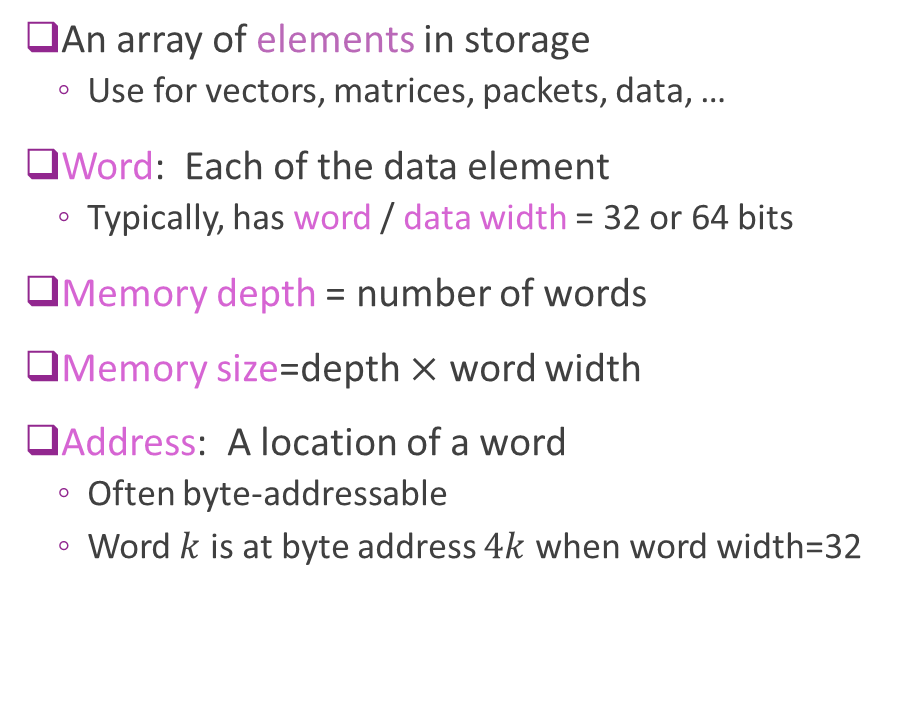 ❑An array of elements in storage
◦ Use for vectors, matrices, packets, data, …
❑Word:  Each of the data element
◦ Typically, has word / data width = 32 or 64 bits
❑Memory depth = number of words
❑Memory size=depth × word width
❑Address:  A location of a word
◦ Often byte-addressable
◦ Word 𝑘 is at byte address 4𝑘 when word width=32